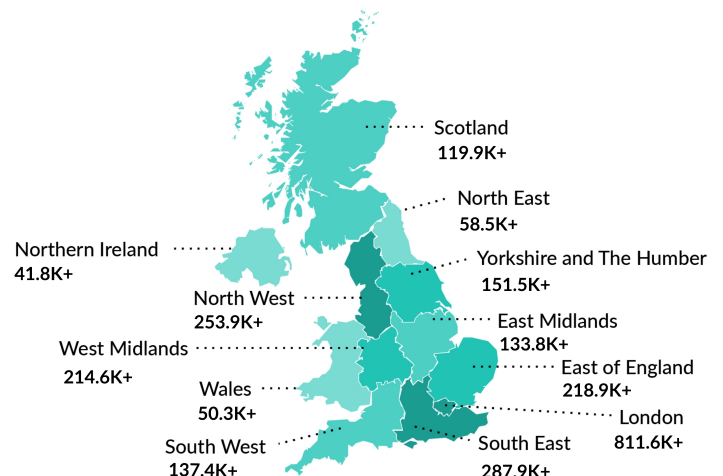 Scotland
119.9K+
North East
58.5K+
Northern Ireland
41.8K+
Yorkshire and The Humber
151.5K+
North West
253.9K+
East Midlands
133.8K+
West Midlands
214.6K+
East of England
218.9K+
Wales
50.3K+
London
811.6K+
South West
137.4K+
South East
287.9K+